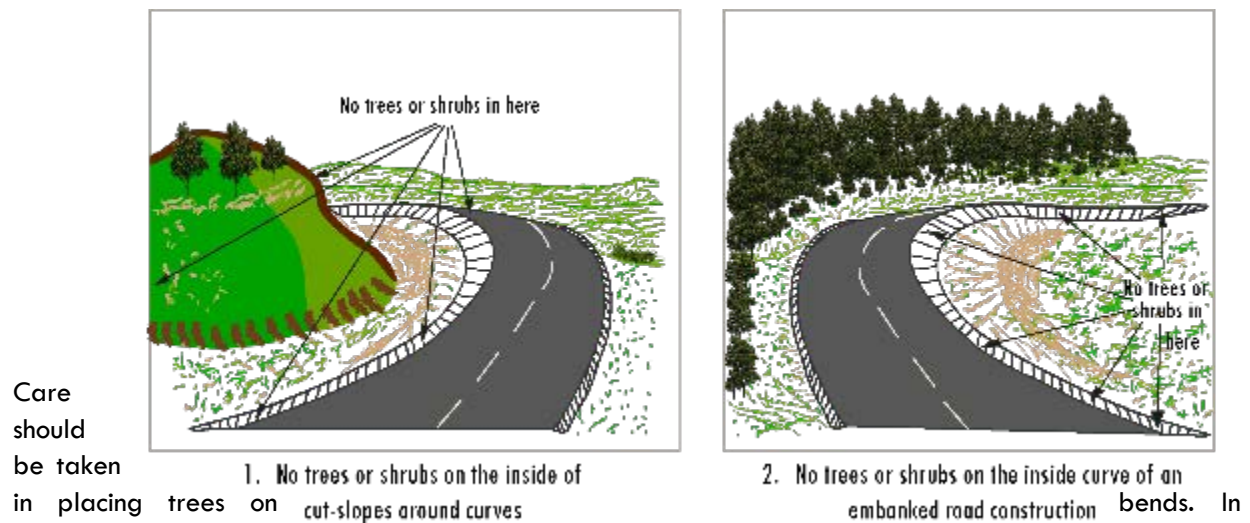 No trees or shrubs in here
No trees or
shrubs in
here
Care
should
be taken
in placing trees on
1. No trees or shrubs on the inside of
cut-slopes around curves
2. No trees or shrubs on the inside curve of an
embanked road construction
bends. In